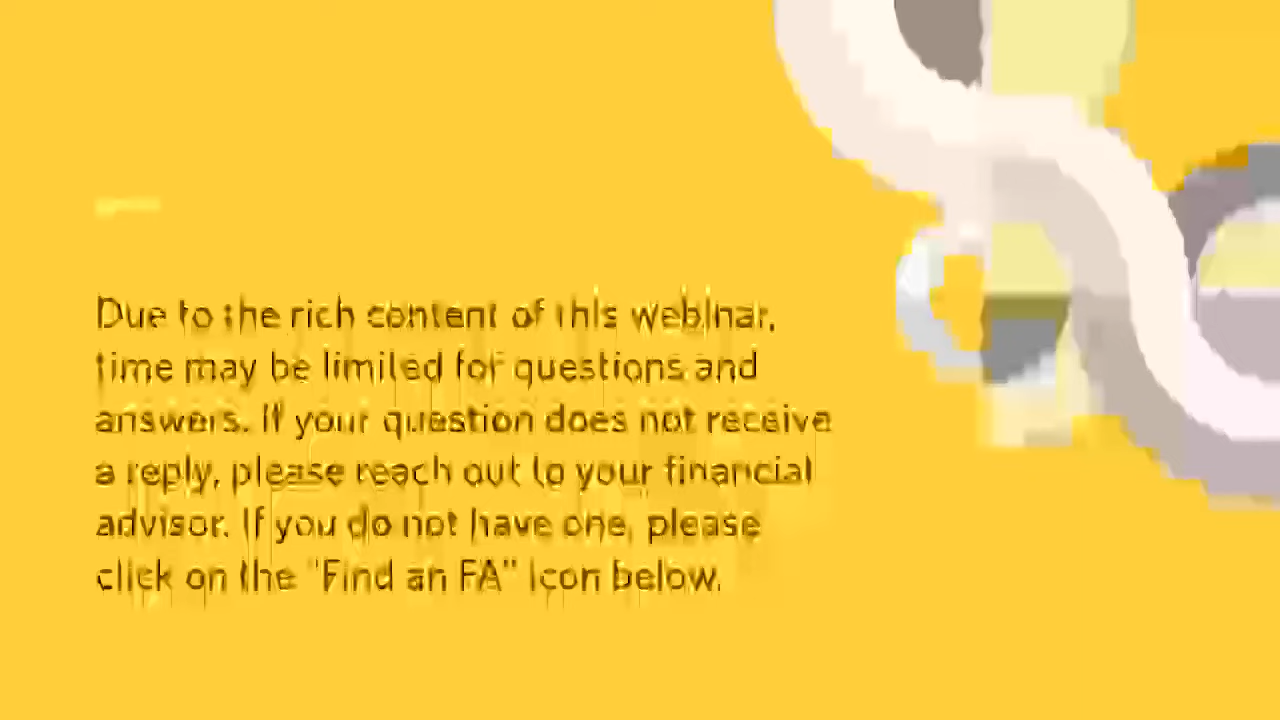 Due to the rich content of this webinar,
time may be limited for questions and
answers. If your question does not receive
a reply, please reach out to your financial
advisor. If you do not have one, please
click on the "Find an FA" icon below.